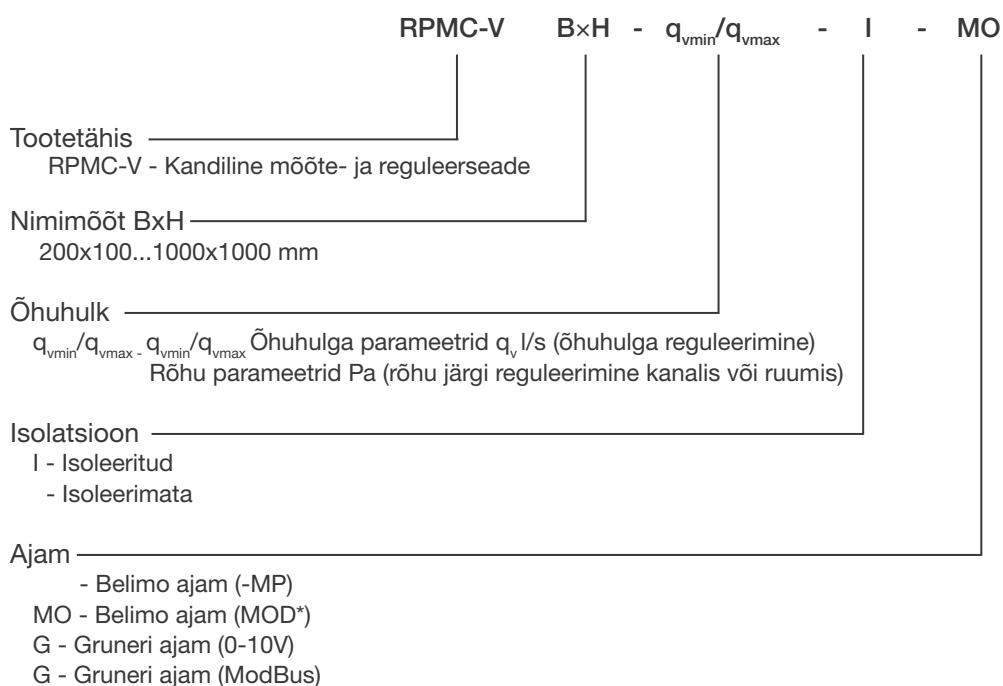 RPMC-V B×H - qvmin/qvmax - I - MO
Tootetähis
RPMC-V - Kandiline mõõte- ja reguleerseade
Nimimõõt BxH
200x100...1000x1000 mm
Õhuhulk
qvmin/qvmax - qvmin/qvmax Õhuhulga parameetrid qv l/s (õhuhulga reguleerimine)
Rõhu parameetrid Pa (rõhu järgi reguleerimine kanalis või ruumis)
Isolatsioon
I - Isoleeritud
- Isoleerimata
Ajam
- Belimo ajam (-MP)
MO - Belimo ajam (MOD*)
G - Gruneri ajam (0-10V)
G - Gruneri ajam (ModBus)